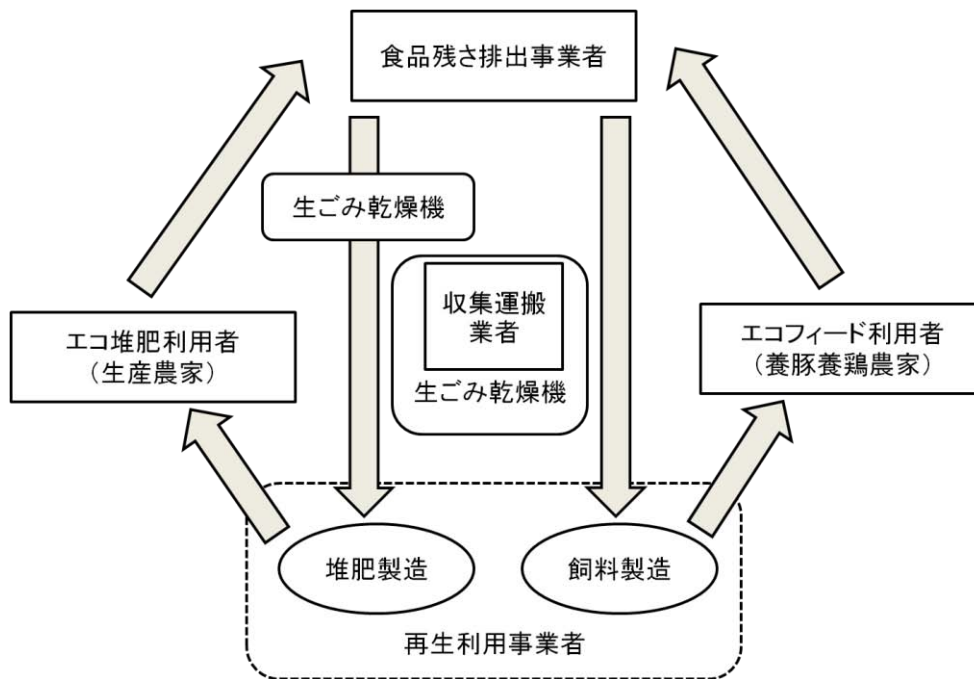 食品残さ排出事業者
生ごみ乾燥機
収集運搬
業者
生ごみ乾燥機
エコ堆肥利用者
（生産農家）
エコフィード利用者
（養豚養鶏農家）
堆肥製造
飼料製造
再生利用事業者